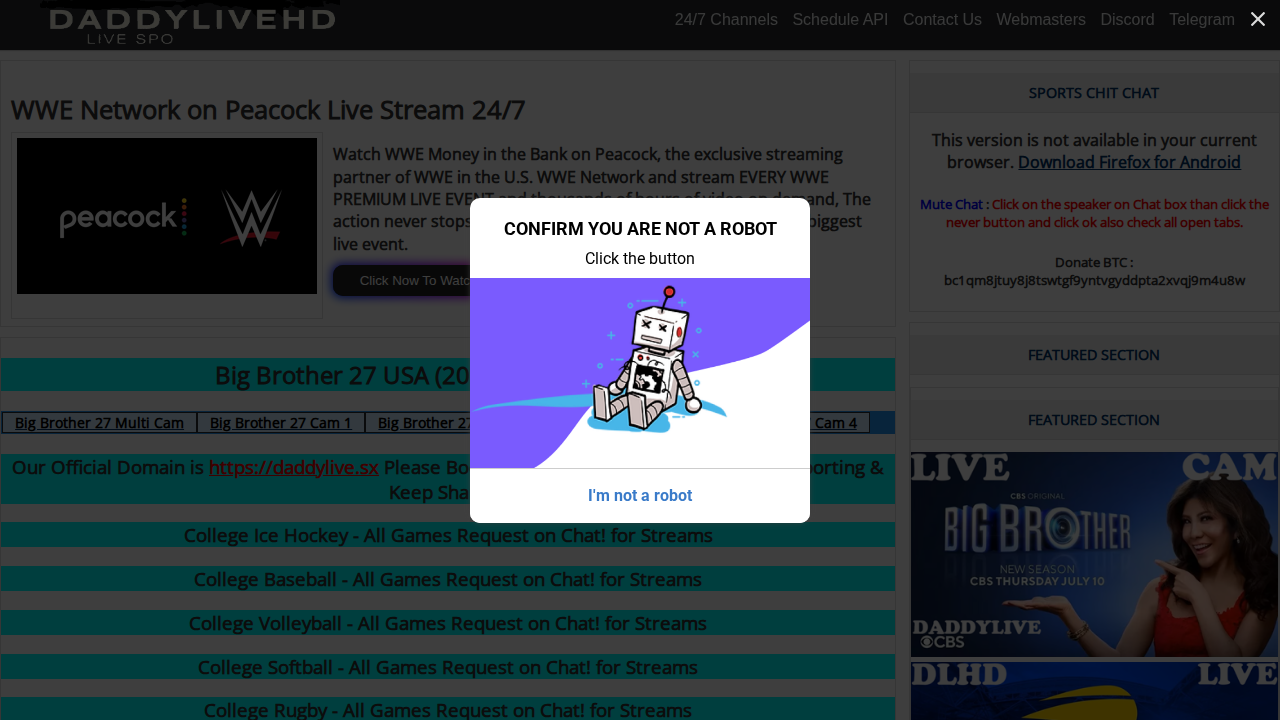 DADDYLIVEHD
LIVE SPO
24/7 Channels Schedule API Contact Us Webmasters Discord Telegram
WWE Network on Peacock Live Stream 24/7
peacock
Watch WWE Money in the Bank on Peacock, the exclusive streaming
partner of WWE in the U.S. WWE Network and stream EVERY WWE
PREMIUM LIVE EVENT and thousands of hours of video on demand, The
action never stops
biggest
live event.
Click Now To Watc
CONFIRM YOU ARE NOT A ROBOT
Click the button
I'm not a robot
Big Brother 27 USA (20
Big Brother 27 Multi Cam Big Brother 27 Cam 1 Big Brother 27 Cam 4
Our Official Domain is https://daddylive.sx Please Bo porting &
Keep Sha
College Ice Hockey - All Games Request on Chat! for Streams
College Baseball - All Games Request on Chat! for Streams
College Volleyball - All Games Request on Chat! for Streams
College Softball - All Games Request on Chat! for Streams
College Rugby - All Games Request on Chat! for Streams
SPORTS CHIT CHAT
This version is not available in your current
browser. Download Firefox for Android
Mute Chat : Click on the speaker on Chat box than click the
never button and click ok also check all open tabs.
Donate BTC :
bc1qm8jtuy8j8tswtgf9yntvgyddpta2xvqj9m4u8w
FEATURED SECTION
FEATURED SECTION
LIVE CAM
CBS ORIGINAL
BIG BROTHER
NEW SEASON
CBS THURSDAY JULY 10
DADDYLIVE
CBS
DLHD LIVE